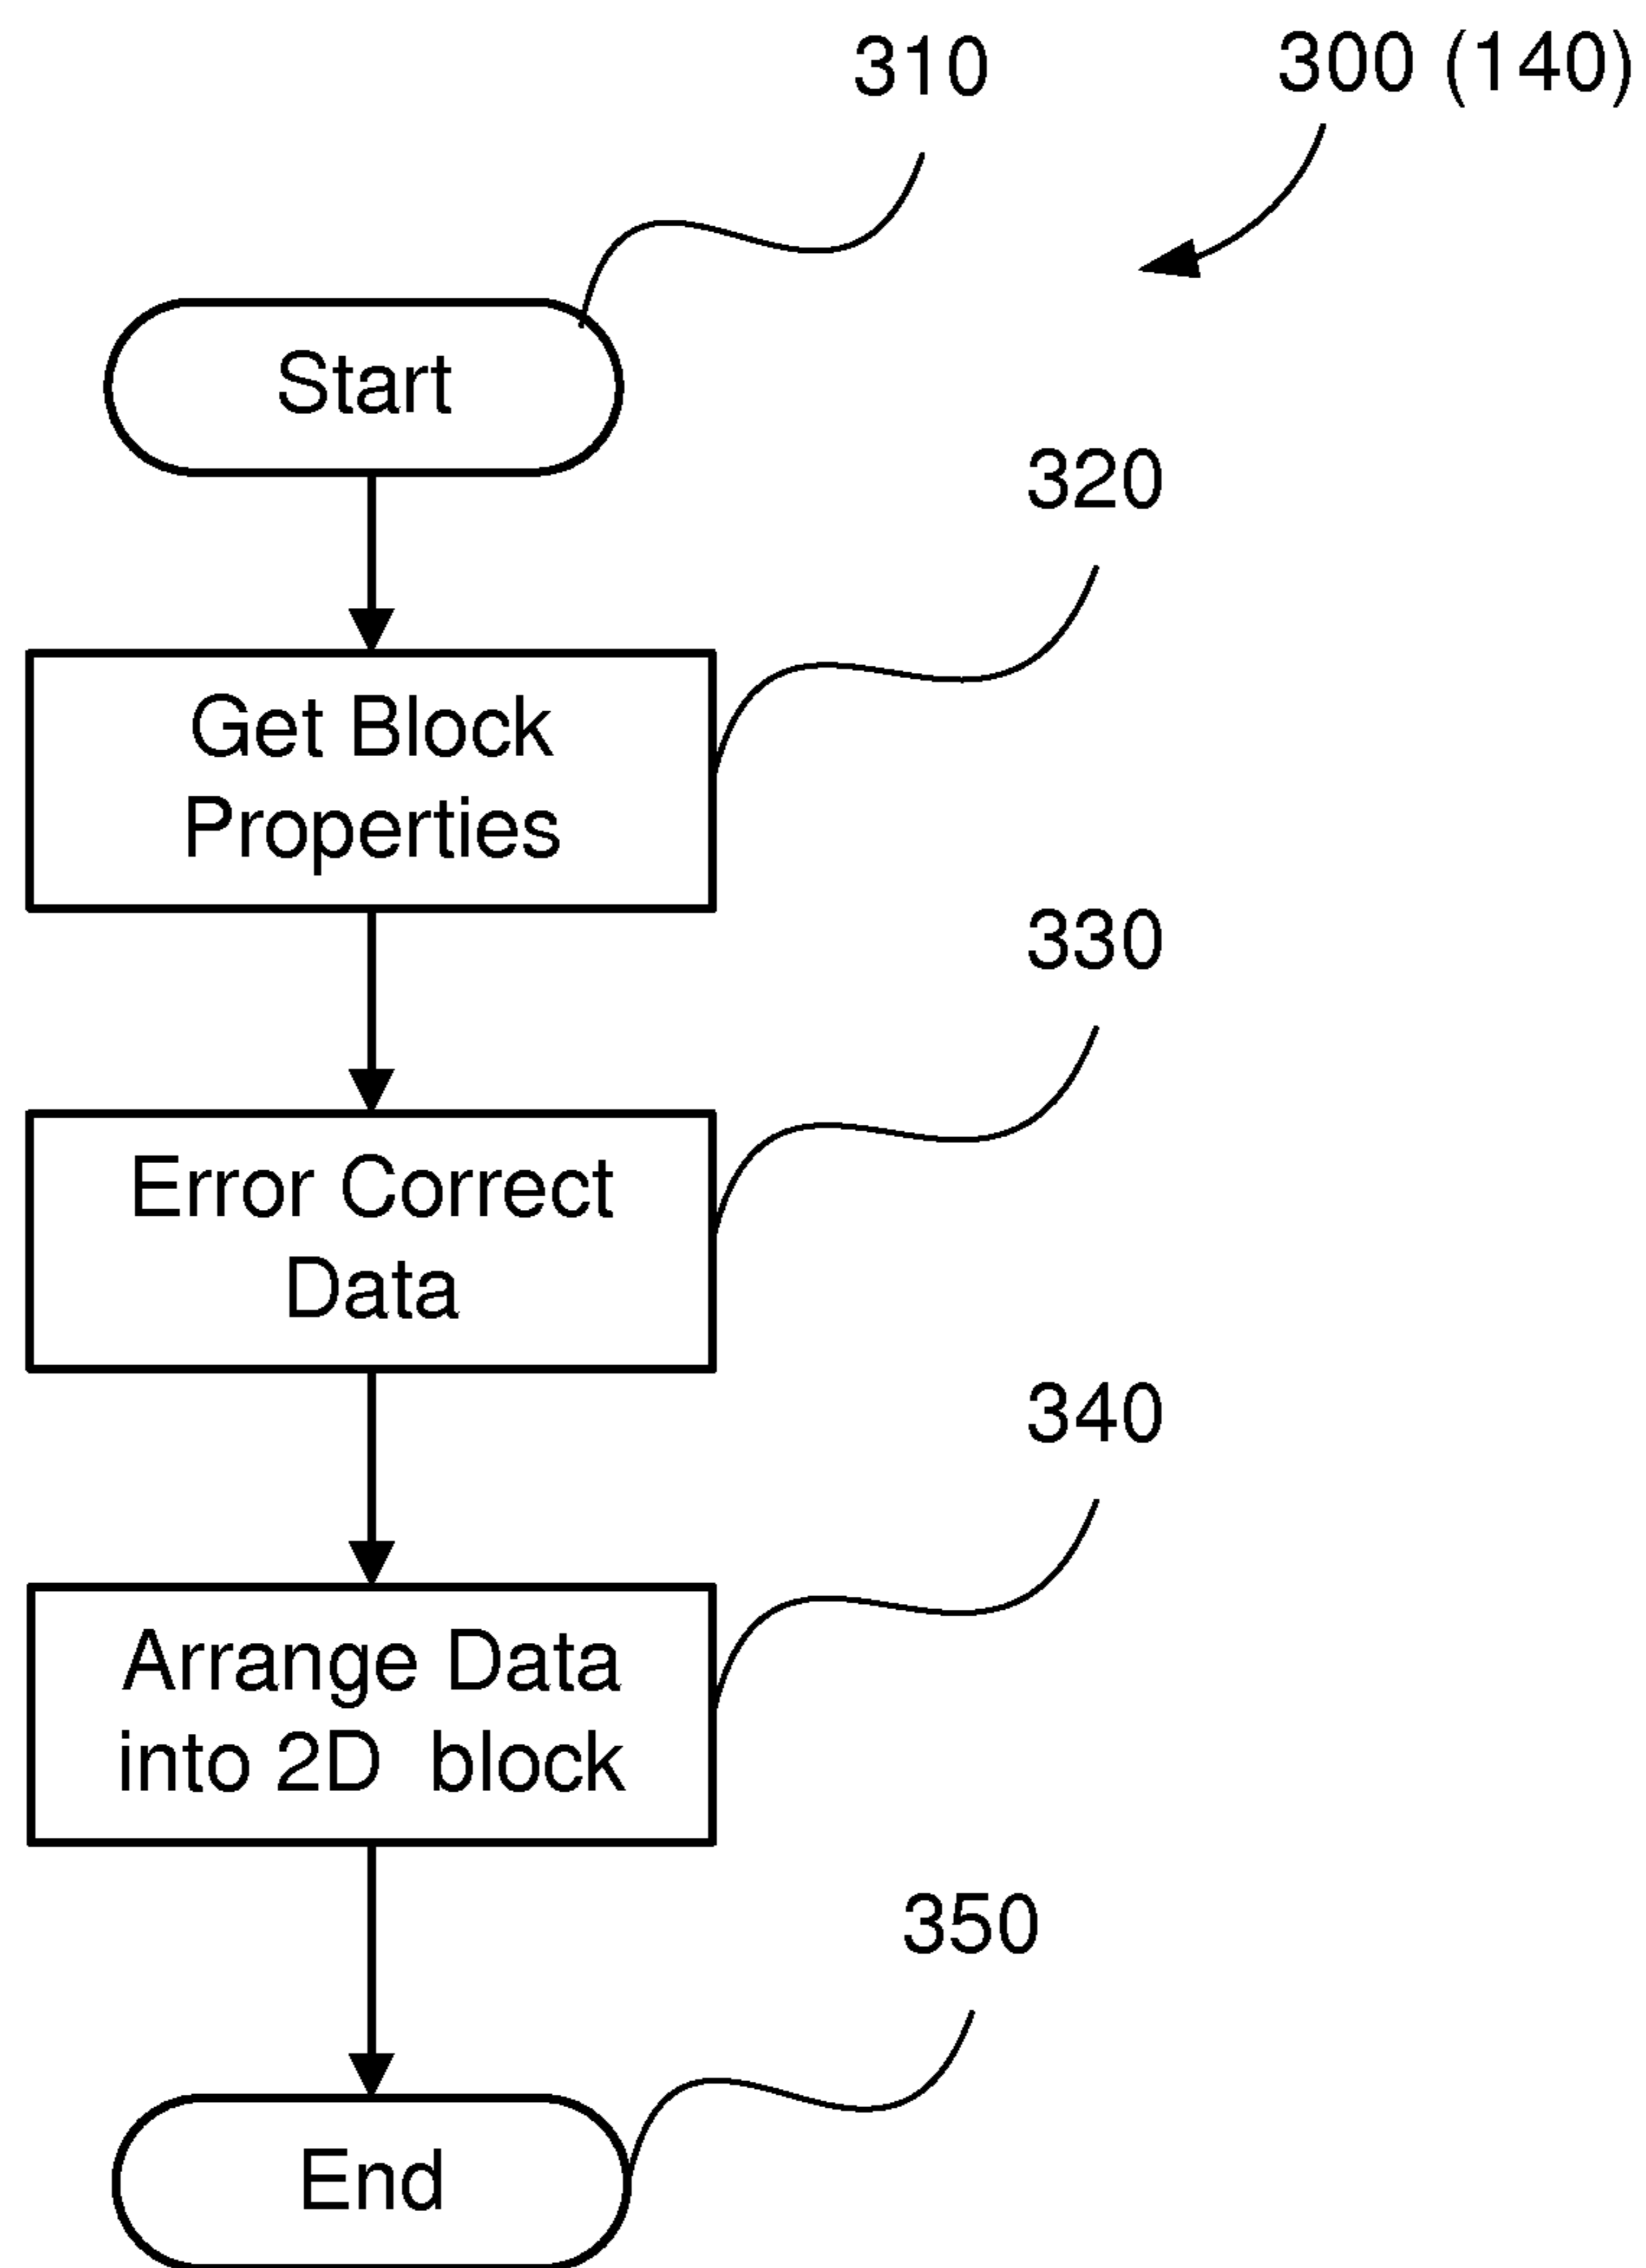 310
300 (140)
Start
320
Get Block
Properties
330
Error Correct
Data
340
Arrange Data
into 2D block
350
End